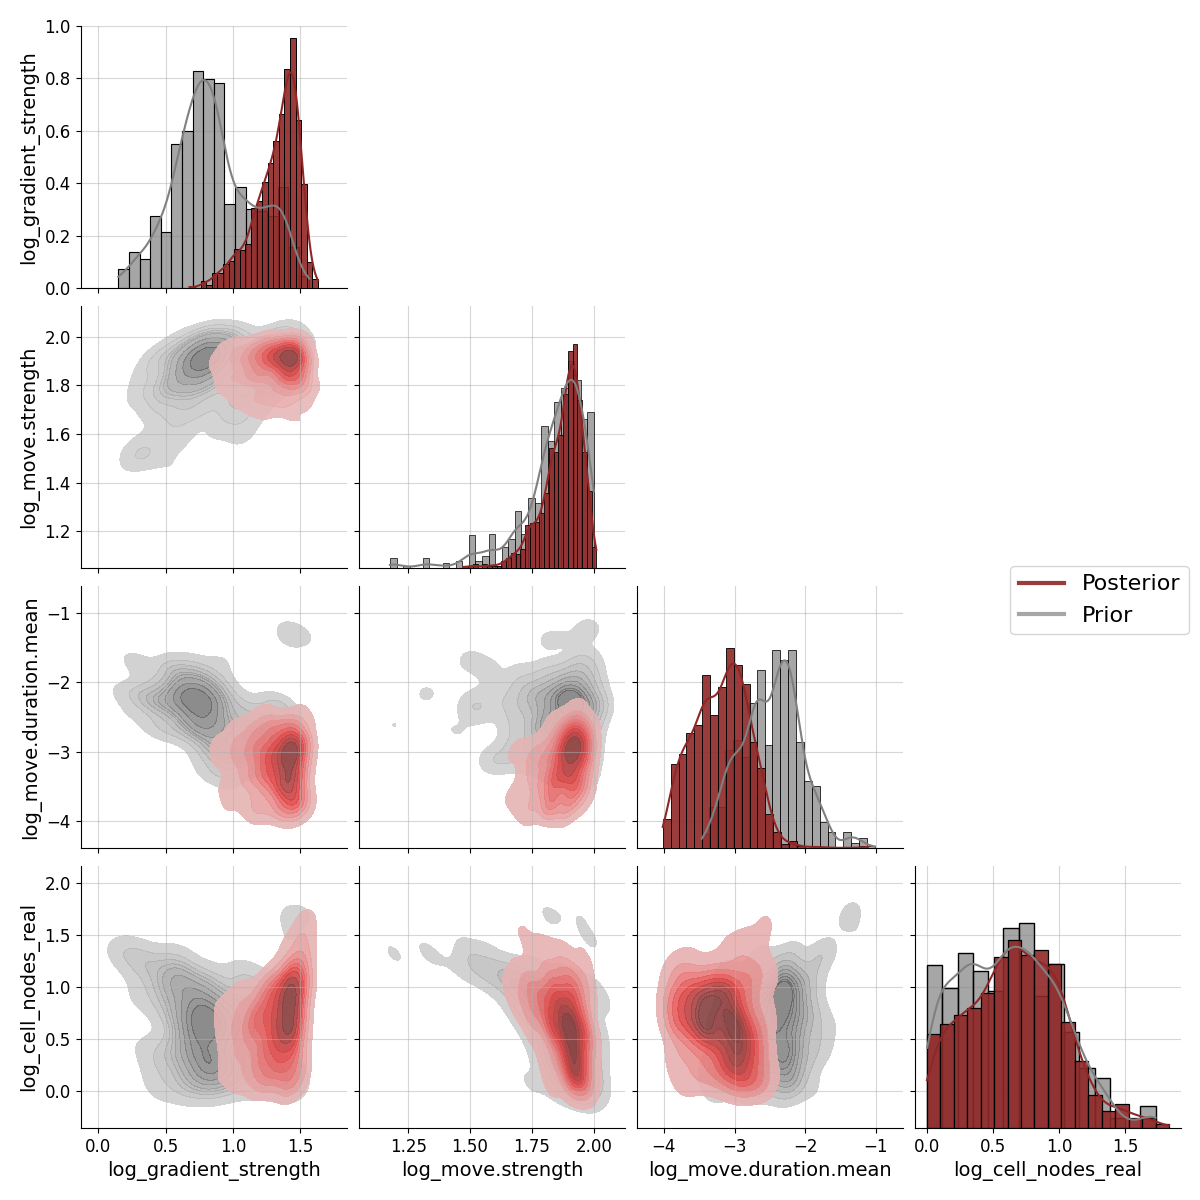 log_gradient_strength
1.0
0.8
0.6
0.4
0.2
0.0
log_move.strength
2.0
1.8
1.6
1.4
1.2
log_move.duration.mean
−1
−2
−3
−4
Posterior
Prior
log_cell_nodes_real
2.0
1.5
1.0
0.5
0.0
0.0 0.5 1.0 1.5
1.25 1.50 1.75 2.00
−4 −3 −2 −1
0.0 0.5 1.0 1.5
log_gradient_strength
log_move.strength
log_move.duration.mean
log_cell_nodes_real